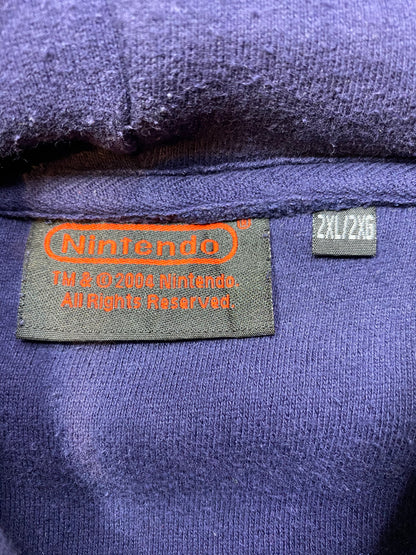 Nintendo®
TM & © 2004 Nintendo.
All Rights Reserved.
2XL/2XG